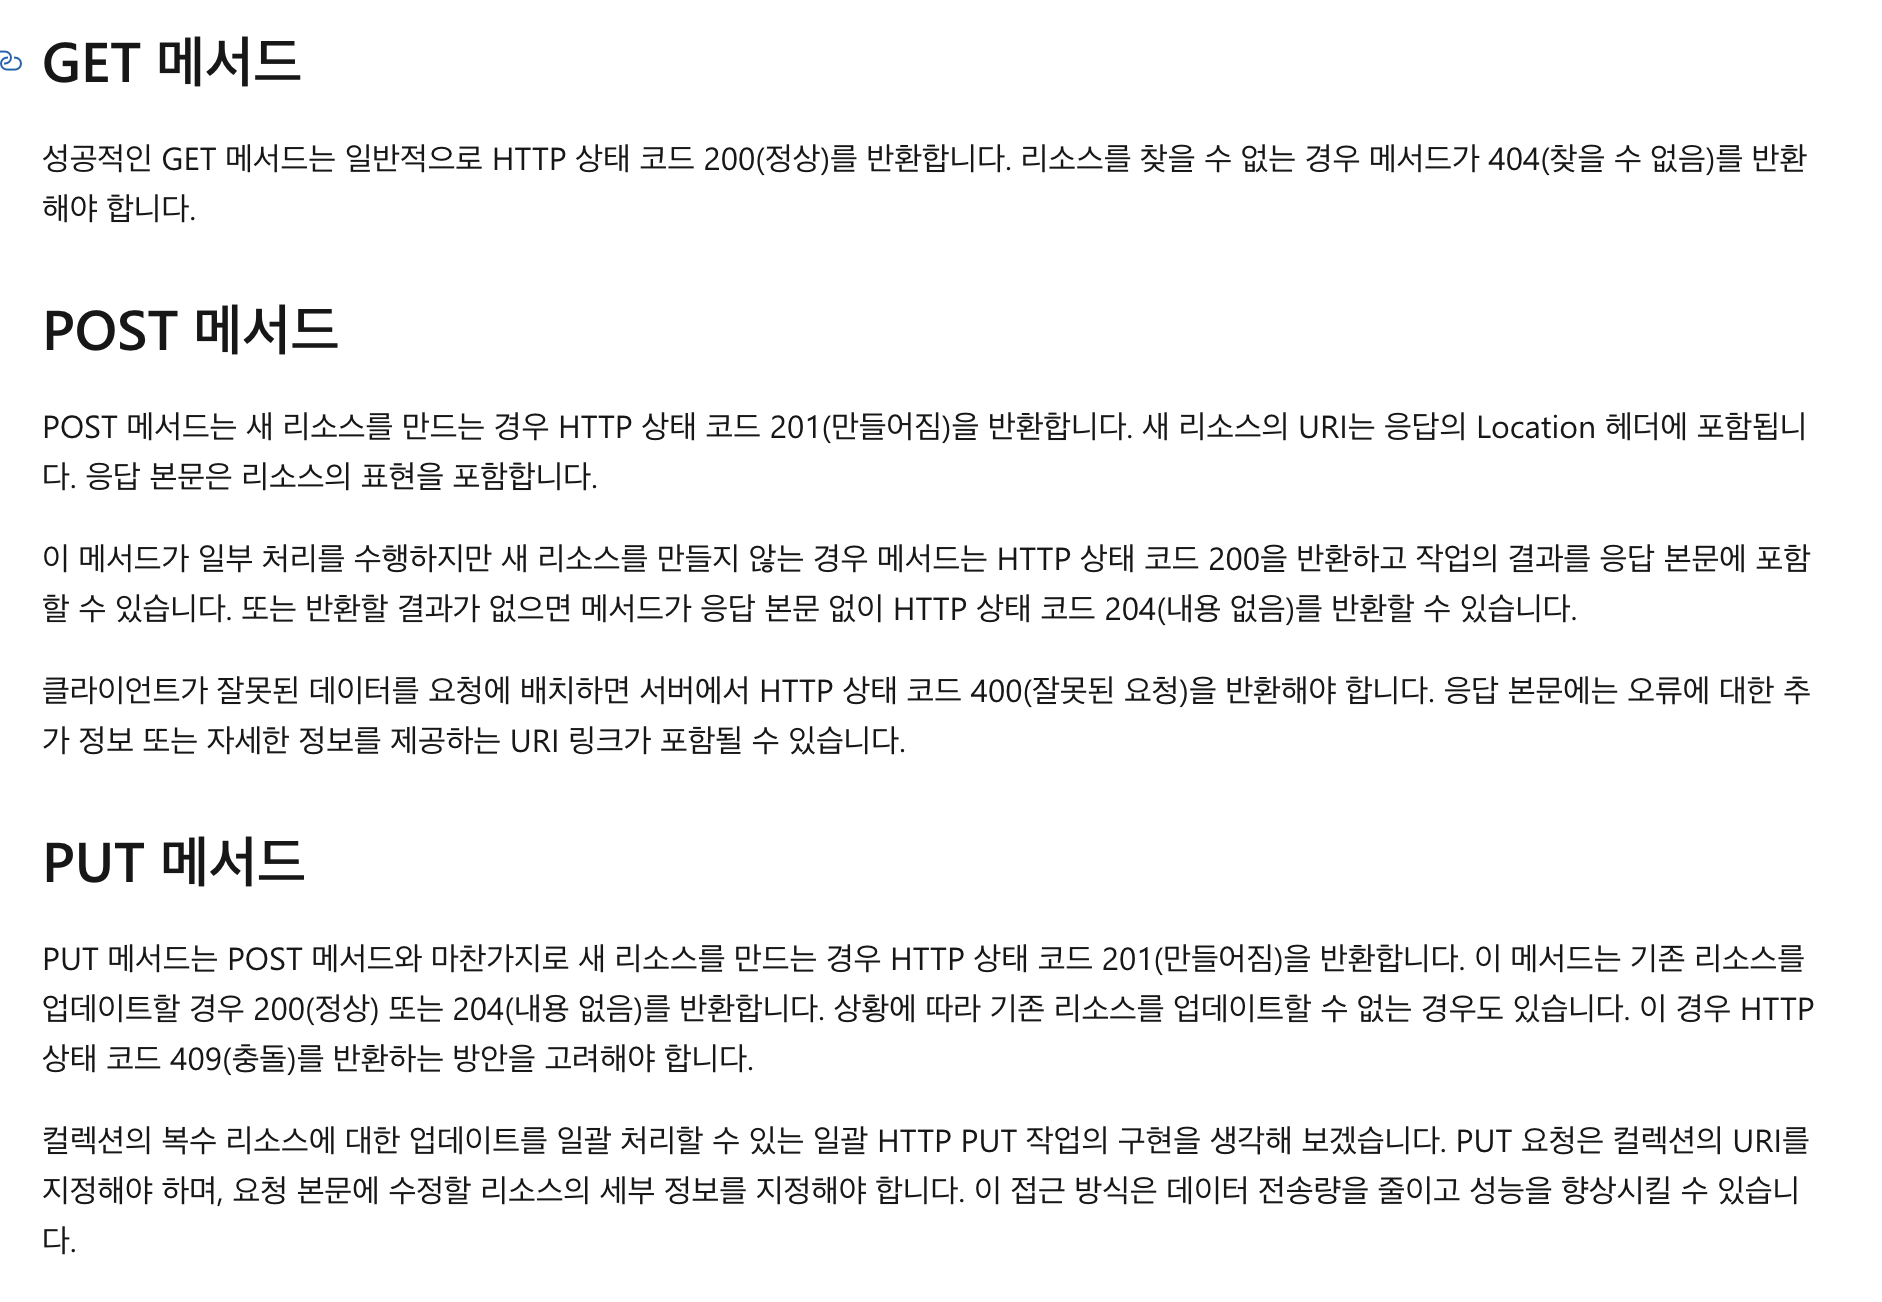 GET 메서드
성공적인 GET 메서드는 일반적으로 HTTP 상태 코드 200(정상)를 반환합니다. 리소스를 찾을 수 없는 경우 메서드가 404(찾을 수 없음)를 반환
해야 합니다.
POST 메서드
POST 메서드는 새 리소스를 만드는 경우 HTTP 상태 코드 201(만들어짐)을 반환합니다. 새 리소스의 URI는 응답의 Location 헤더에 포함됩니
다. 응답 본문은 리소스의 표현을 포함합니다.
이 메서드가 일부 처리를 수행하지만 새 리소스를 만들지 않는 경우 메서드는 HTTP 상태 코드 200을 반환하고 작업의 결과를 응답 본문에 포함
할 수 있습니다. 또는 반환할 결과가 없으면 메서드가 응답 본문 없이 HTTP 상태 코드 204(내용 없음)를 반환할 수 있습니다.
클라이언트가 잘못된 데이터를 요청에 배치하면 서버에서 HTTP 상태 코드 400(잘못된 요청)을 반환해야 합니다. 응답 본문에는 오류에 대한 추
가 정보 또는 자세한 정보를 제공하는 URI 링크가 포함될 수 있습니다.
PUT 메서드
PUT 메서드는 POST 메서드와 마찬가지로 새 리소스를 만드는 경우 HTTP 상태 코드 201(만들어짐)을 반환합니다. 이 메서드는 기존 리소스를
업데이트할 경우 200(정상) 또는 204(내용 없음)를 반환합니다. 상황에 따라 기존 리소스를 업데이트할 수 없는 경우도 있습니다. 이 경우 HTTP
상태 코드 409(충돌)를 반환하는 방안을 고려해야 합니다.
컬렉션의 복수 리소스에 대한 업데이트를 일괄 처리할 수 있는 일괄 HTTP PUT 작업의 구현을 생각해 보겠습니다. PUT 요청은 컬렉션의 URI를
지정해야 하며, 요청 본문에 수정할 리소스의 세부 정보를 지정해야 합니다. 이 접근 방식은 데이터 전송량을 줄이고 성능을 향상시킬 수 있습니
다.